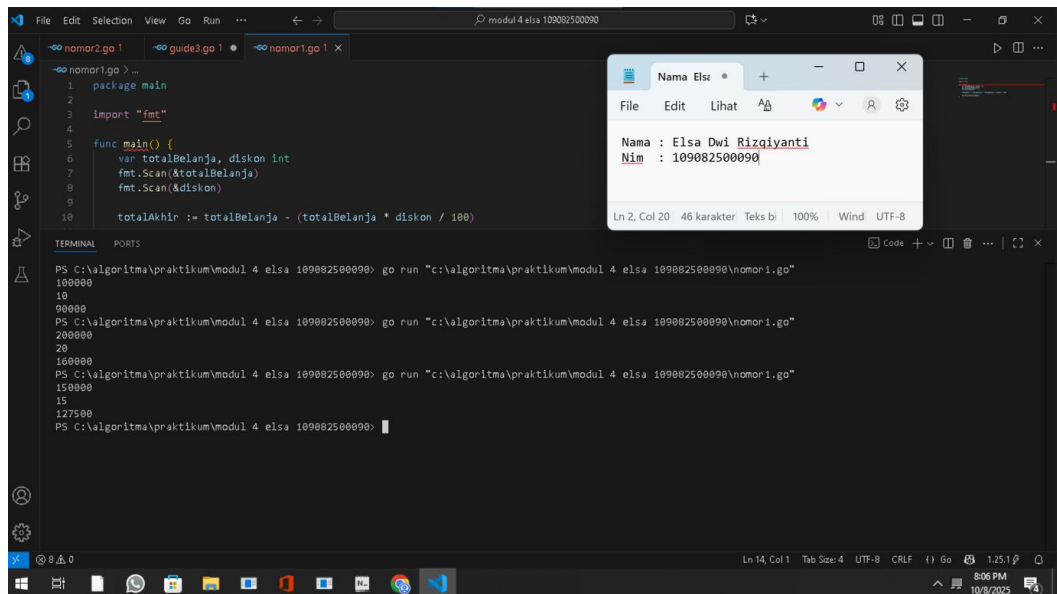 File Edit Selection View Go Run ... modul 4 elsa 109082500090
nomor2.go 1 guide3.go 1 nomor1.go 1
nomor1.go > ...
1 package main
2
3 import "fmt"
4
5 func main() {
6 var totalBelanja, diskon int
7 fmt.Scan(&totalBelanja)
8 fmt.Scan(&diskon)
9
10 totalAkhir := totalBelanja - (totalBelanja * diskon / 100)
Nama Elsa
File Edit Lihat
Nama : Elsa Dwi Rizqiyanti
Nim : 109082500090
Ln 2, Col 20 46 karakter Teks bi 100% Wind UTF-8
TERMINAL PORTS Code
PS C:\algoritma\praktikum\modul 4 elsa 109082500090> go run "c:\algoritma\praktikum\modul 4 elsa 109082500090\nomor1.go"
100000
10
90000
PS C:\algoritma\praktikum\modul 4 elsa 109082500090> go run "c:\algoritma\praktikum\modul 4 elsa 109082500090\nomor1.go"
200000
20
160000
PS C:\algoritma\praktikum\modul 4 elsa 109082500090> go run "c:\algoritma\praktikum\modul 4 elsa 109082500090\nomor1.go"
150000
15
127500
PS C:\algoritma\praktikum\modul 4 elsa 109082500090>
8 0 Ln 14, Col 1 Tab Size: 4 UTF-8 CRLF {} Go 1.25.1
8:06 PM
10/8/2025